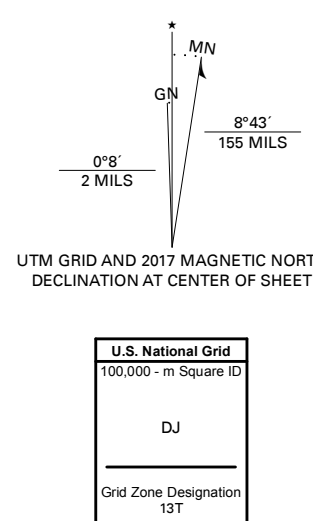 ★
MN
GN
8°43´
155 MILS
0°8´
2 MILS
UTM GRID AND 2017 MAGNETIC NORT
DECLINATION AT CENTER OF SHEET
U.S. National Grid
100,000 - m Square ID
DJ
Grid Zone Designation
13T